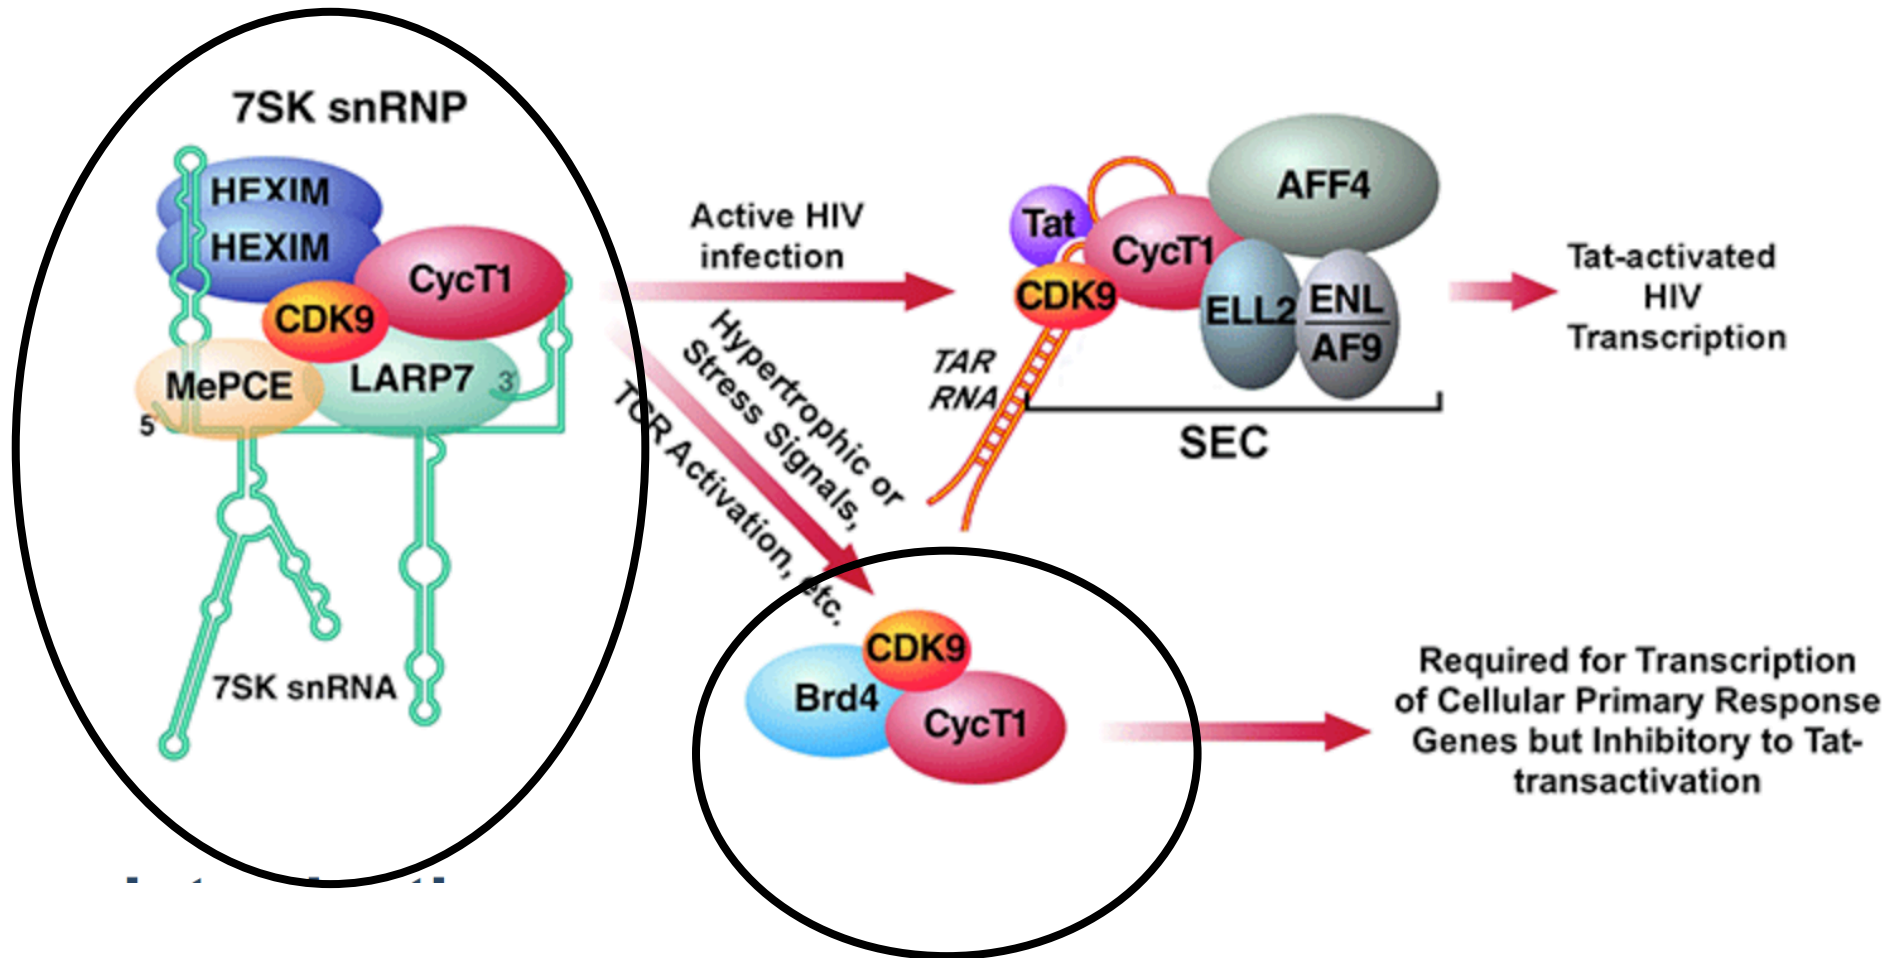 7SK snRNP
HEXIM
HEXIM
CycT1
CDK9
MePCE
LARP7
3'
5'
7SK snRNA
Active HIV
infection
Hypertrophic or
Stress Signals,
TCR Activation, etc.
Tat
CycT1
AFF4
CDK9
ELL2
ENL
AF9
TAR
RNA
SEC
Tat-activated
HIV
Transcription
CDK9
Brd4
CycT1
Required for Transcription
of Cellular Primary Response
Genes but Inhibitory to Tat-
transactivation